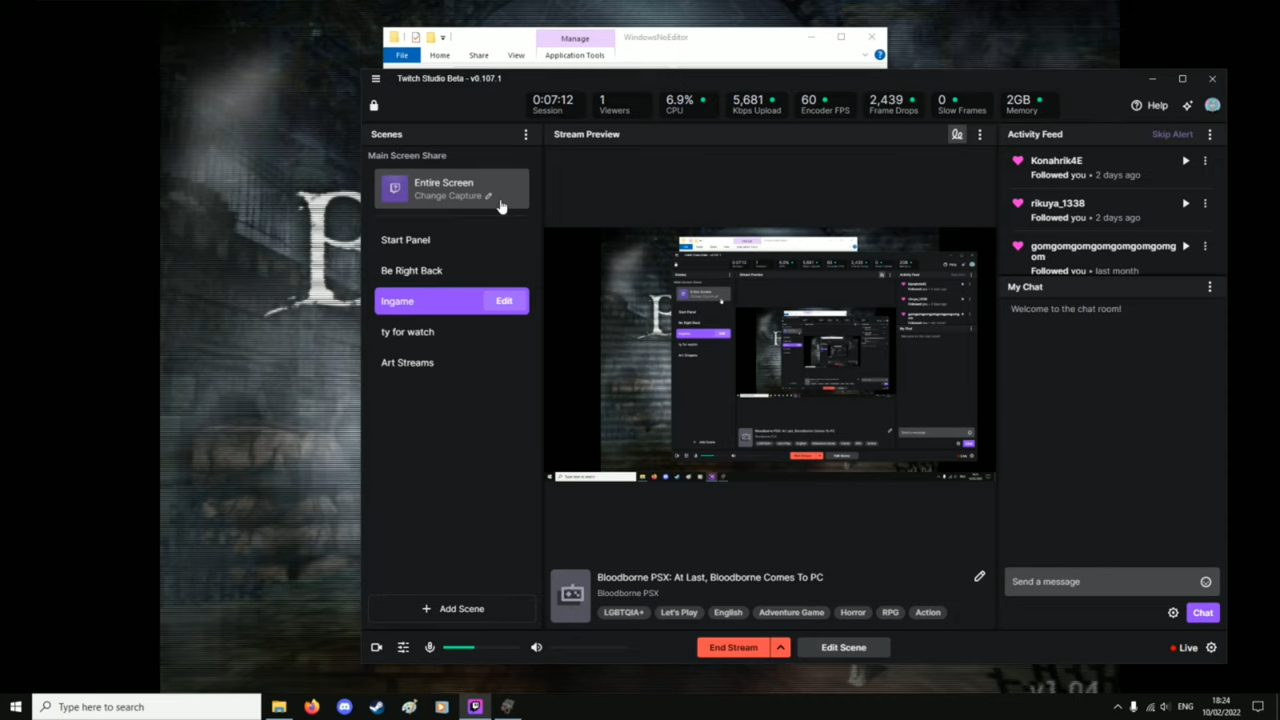 Manage
WindowsNoEditor
File
Home
Share
View
Application Tools
Twitch Studio Beta - v0.107.1
0:07:12
Session
1
Viewers
6.9%
CPU
5,681
Kbps Upload
60
Encoder FPS
2,439
Frame Drops
0
Slow Frames
2GB
Memory
Help
Scenes
Main Screen Share
Entire Screen
Change Capture
Start Panel
Be Right Back
Ingame
Edit
ty for watch
Art Streams
Add Scene
Stream Preview
Bloodborne PSX: At Last, Bloodborne Comes To PC
Bloodborne PSX
LGBTQIA+
Let's Play
English
Adventure Game
Horror
RPG
Action
End Stream
Edit Scene
Activity Feed
Skip Alert
Konahrik4E
Followed you • 2 days ago
rikuya_1338
Followed you • 2 days ago
gomgomgomgomgomgomg
om
Followed you • last month
My Chat
Welcome to the chat room!
Send a message
Chat
Live
v1.04
Type here to search
ENG
18:24
10/02/2022